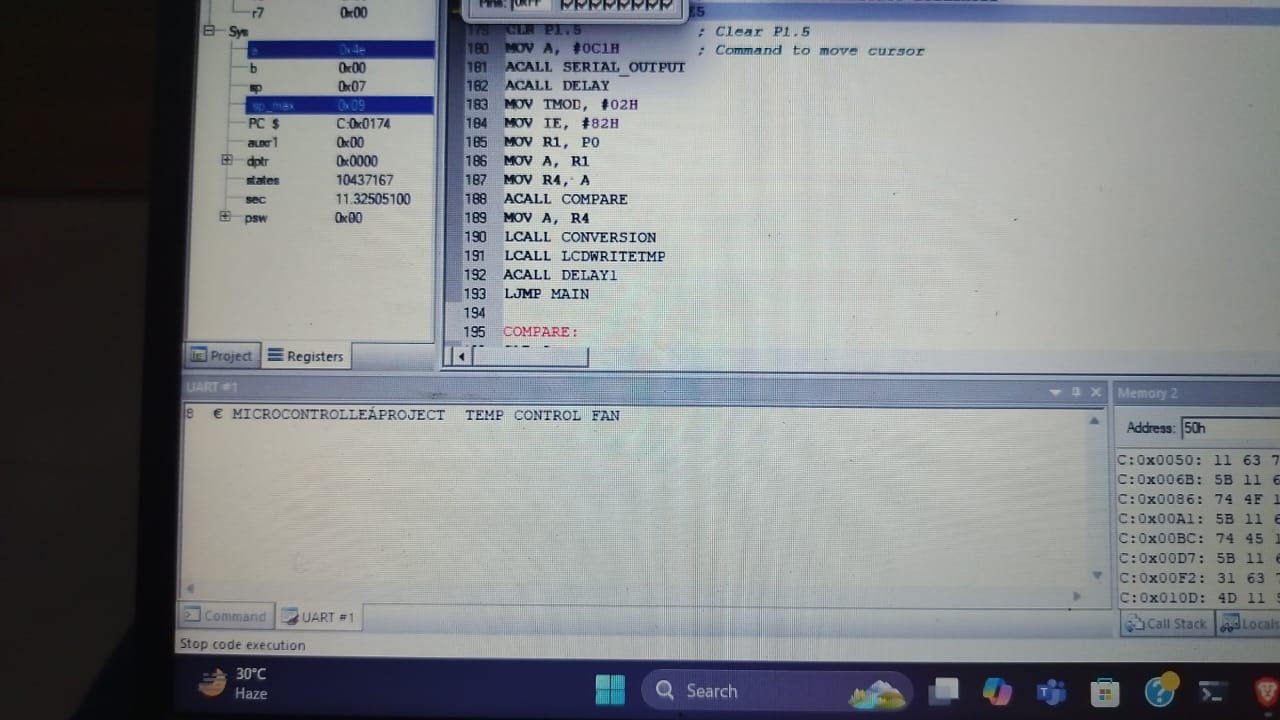 r7 0x00
Sys
a 0x4e
b 0x00
sp 0x07
sp_max 0x09
PC $ C:0x0174
auxr1 0x00
dptr 0x0000
states 10437167
sec 11.32505100
psw 0x00
Project Registers
Pins: 0xFF
179 CLR P1.5 ; Clear P1.5
180 MOV A, #0C1H ; Command to move cursor
181 ACALL SERIAL_OUTPUT
182 ACALL DELAY
183 MOV TMOD, #02H
184 MOV IE, #82H
185 MOV R1, P0
186 MOV A, R1
187 MOV R4, A
188 ACALL COMPARE
189 MOV A, R4
190 LCALL CONVERSION
191 LCALL LCDWRITETMP
192 ACALL DELAY1
193 LJMP MAIN
194
195 COMPARE:
UART #1
8 € MICROCONTROLLEÁPROJECT TEMP CONTROL FAN
Command UART #1
Memory 2
Address: 50h
C:0x0050: 11 63 7
C:0x006B: 5B 11 6
C:0x0086: 74 4F 1
C:0x00A1: 5B 11 6
C:0x00BC: 74 45 1
C:0x00D7: 5B 11 6
C:0x00F2: 31 63 7
C:0x010D: 4D 11 5
Call Stack Locals
Stop code execution
30°C
Haze
Search